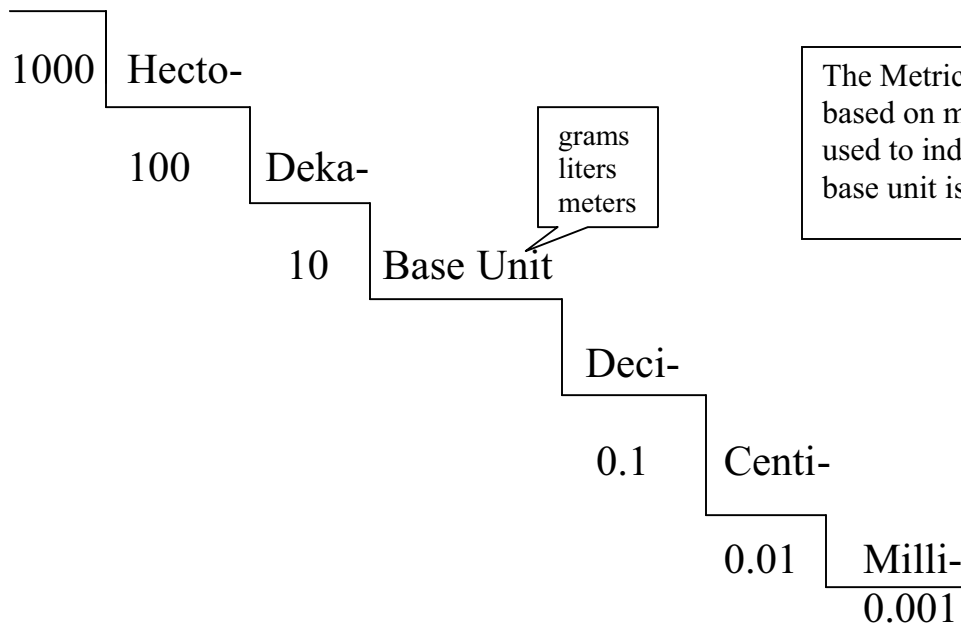 1000 Hecto-
The Metric
based on m
used to ind
base unit is
grams
liters
meters
100 Deka-
10 Base Unit
Deci-
0.1 Centi-
0.01 Milli-
0.001